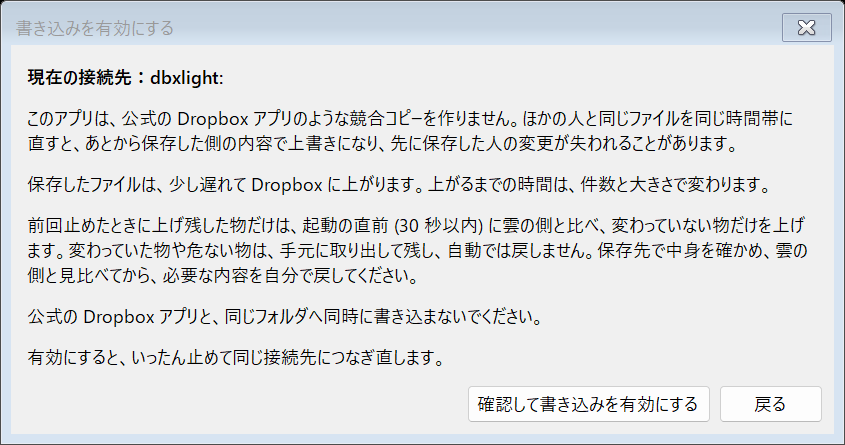 書き込みを有効にする
現在の接続先：dbxlight:
このアプリは、公式の Dropbox アプリのような競合コピーを作りません。ほかの人と同じファイルを同じ時間帯に
直すと、あとから保存した側の内容で上書きになり、先に保存した人の変更が失われることがあります。
保存したファイルは、少し遅れて Dropbox に上がります。上がるまでの時間は、件数と大きさで変わります。
前回止めたときに上げ残した物だけは、起動の直前 (30 秒以内) に雲の側と比べ、変わっていない物だけを上げ
ます。変わっていた物や危ない物は、手元に取り出して残し、自動では戻しません。保存先で中身を確かめ、雲の
側と見比べてから、必要な内容を自分で戻してください。
公式の Dropbox アプリと、同じフォルダへ同時に書き込まないでください。
有効にすると、いったん止めて同じ接続先につなぎ直します。
確認して書き込みを有効にする
戻る